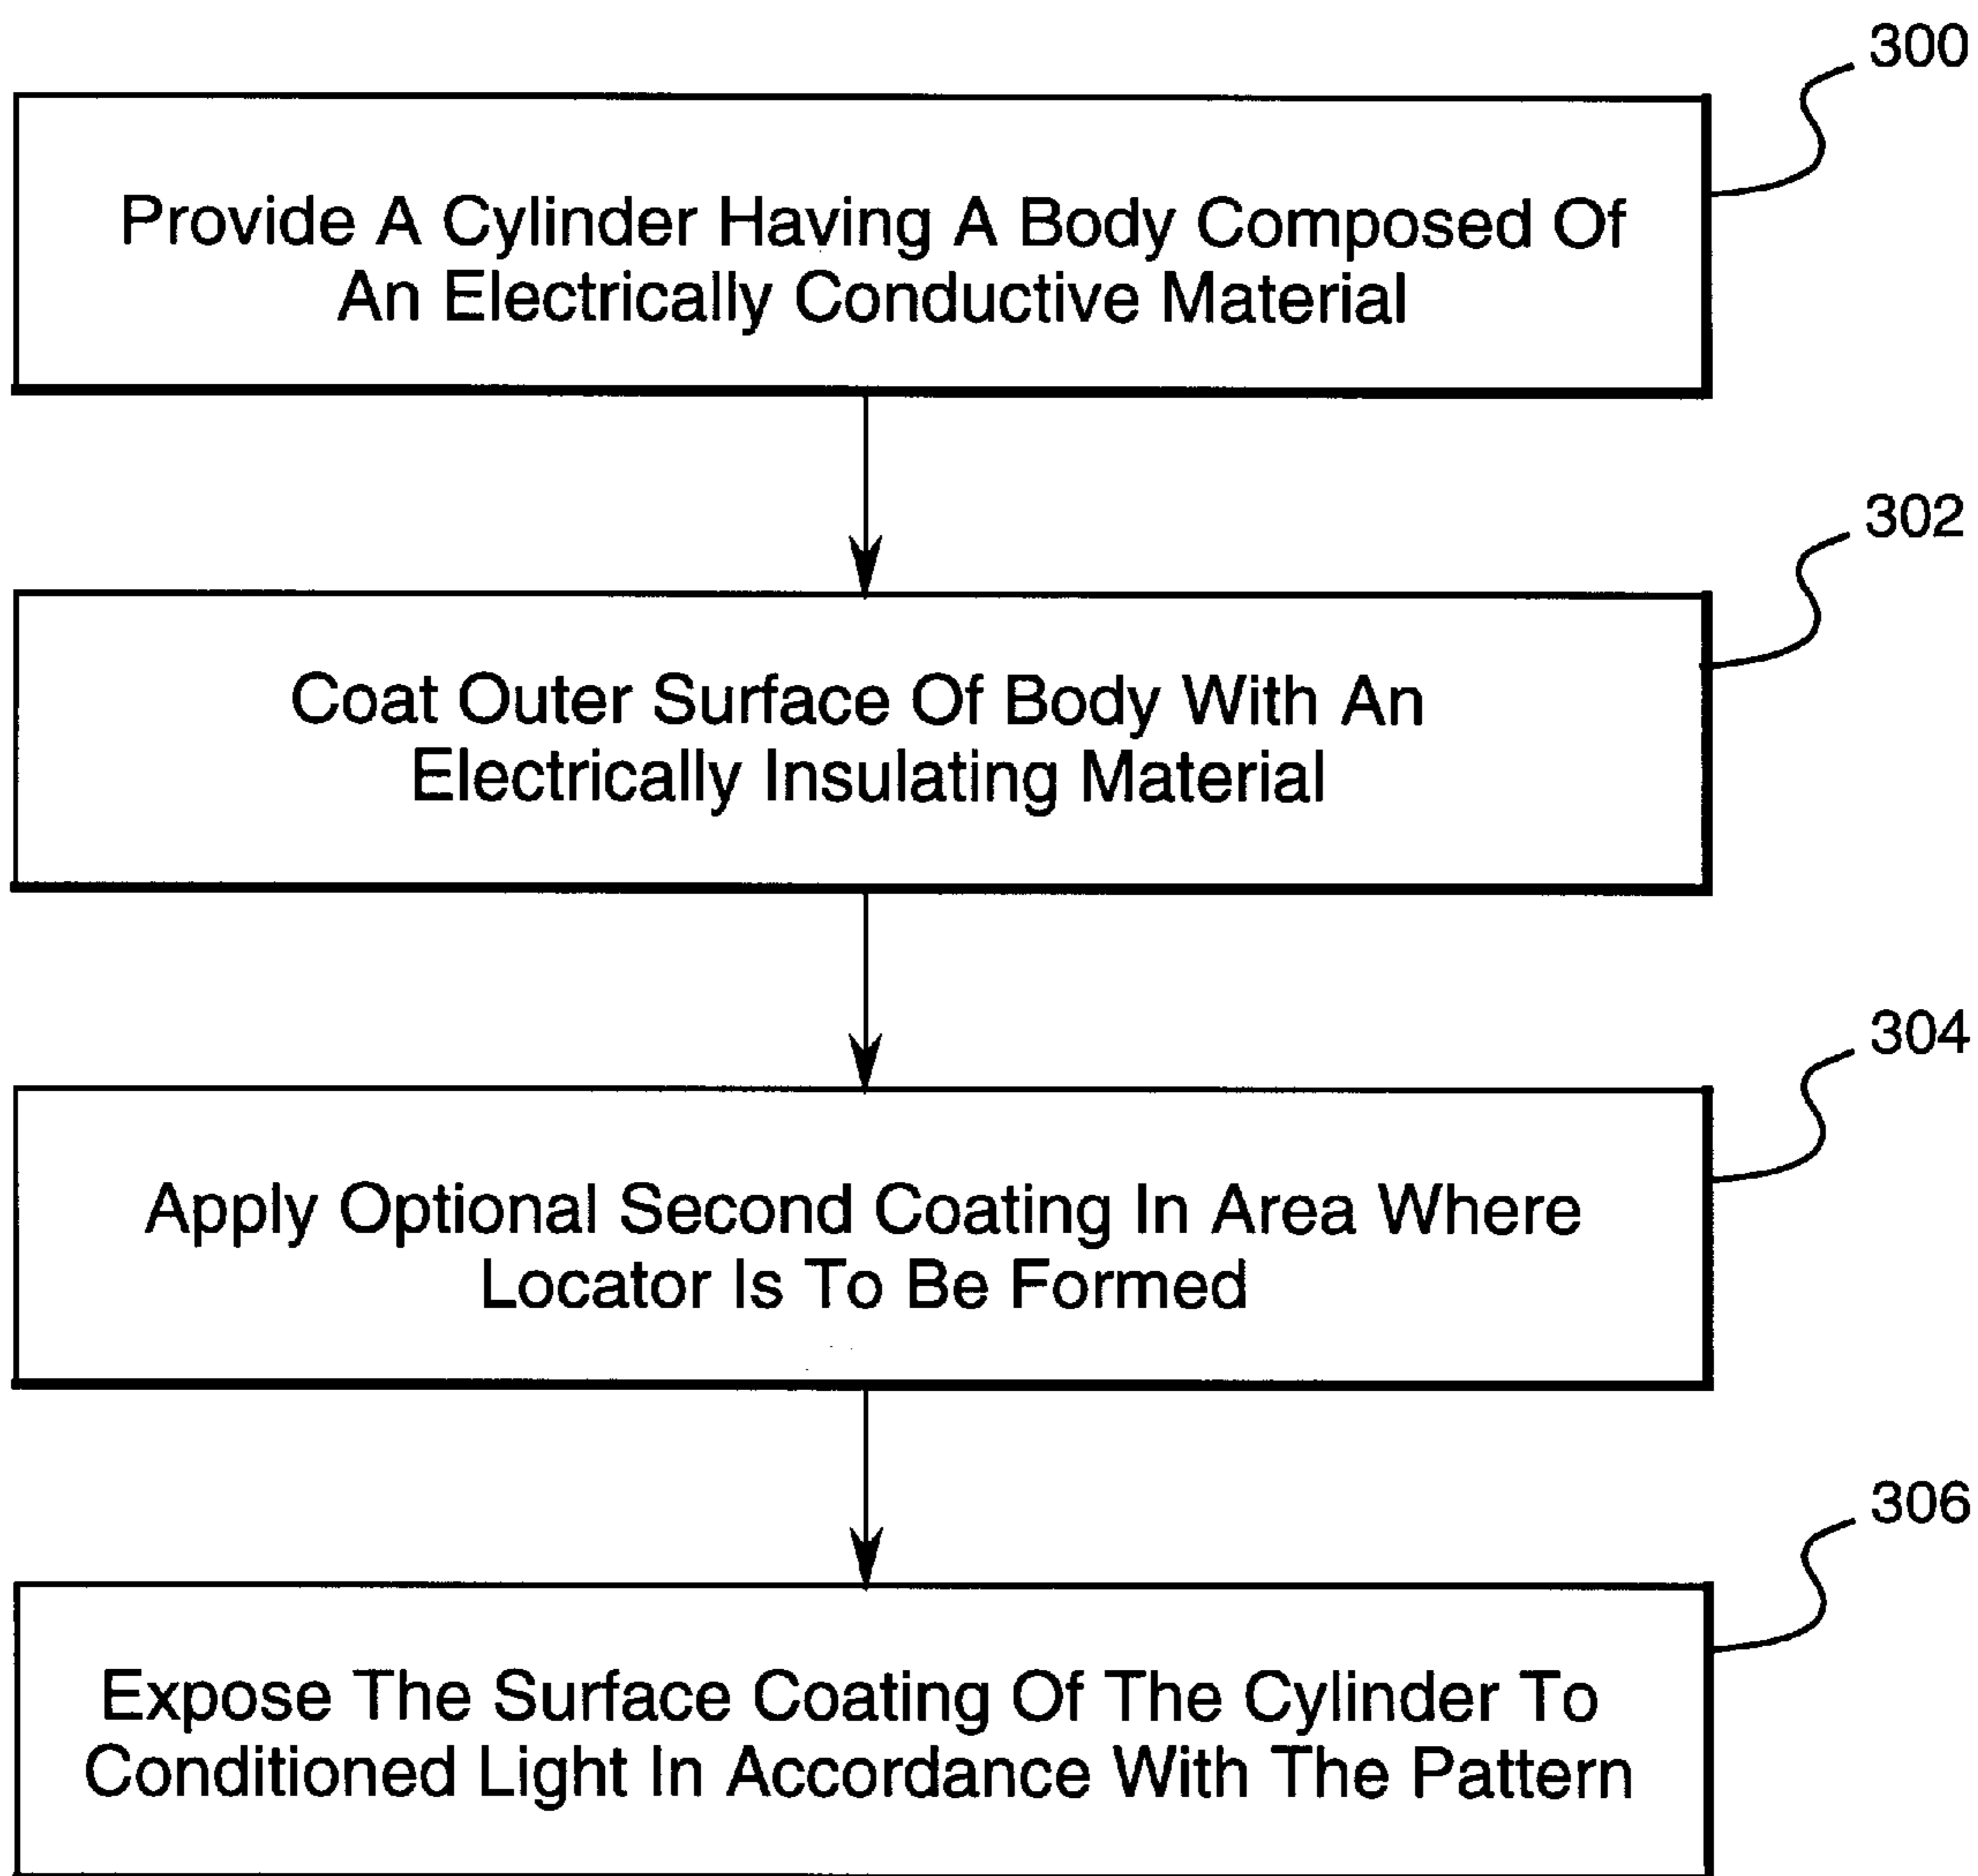 300
Provide A Cylinder Having A Body Composed Of
An Electrically Conductive Material
302
Coat Outer Surface Of Body With An
Electrically Insulating Material
304
Apply Optional Second Coating In Area Where
Locator Is To Be Formed
306
Expose The Surface Coating Of The Cylinder To
Conditioned Light In Accordance With The Pattern